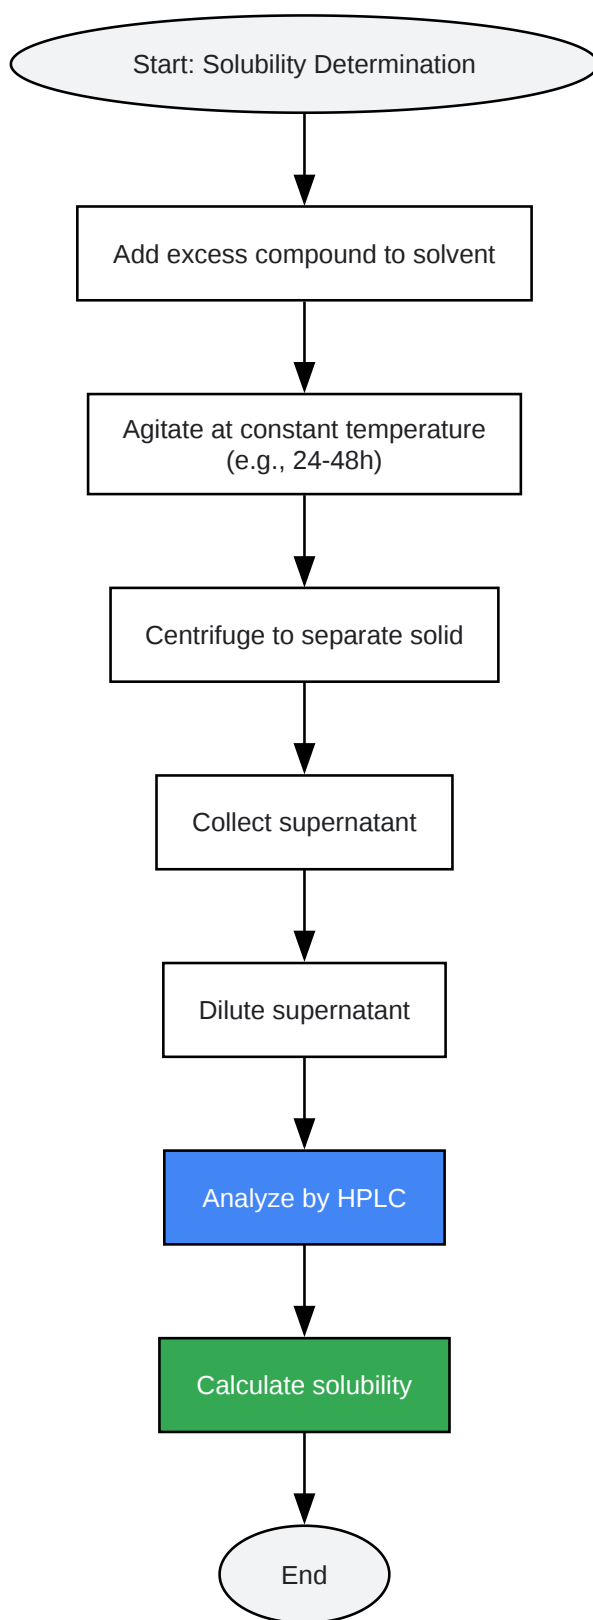 Start: Solubility Determination
Add excess compound to solvent
Agitate at constant temperature
(e.g., 24-48h)
Centrifuge to separate solid
Collect supernatant
Dilute supernatant
Analyze by HPLC
Calculate solubility
End